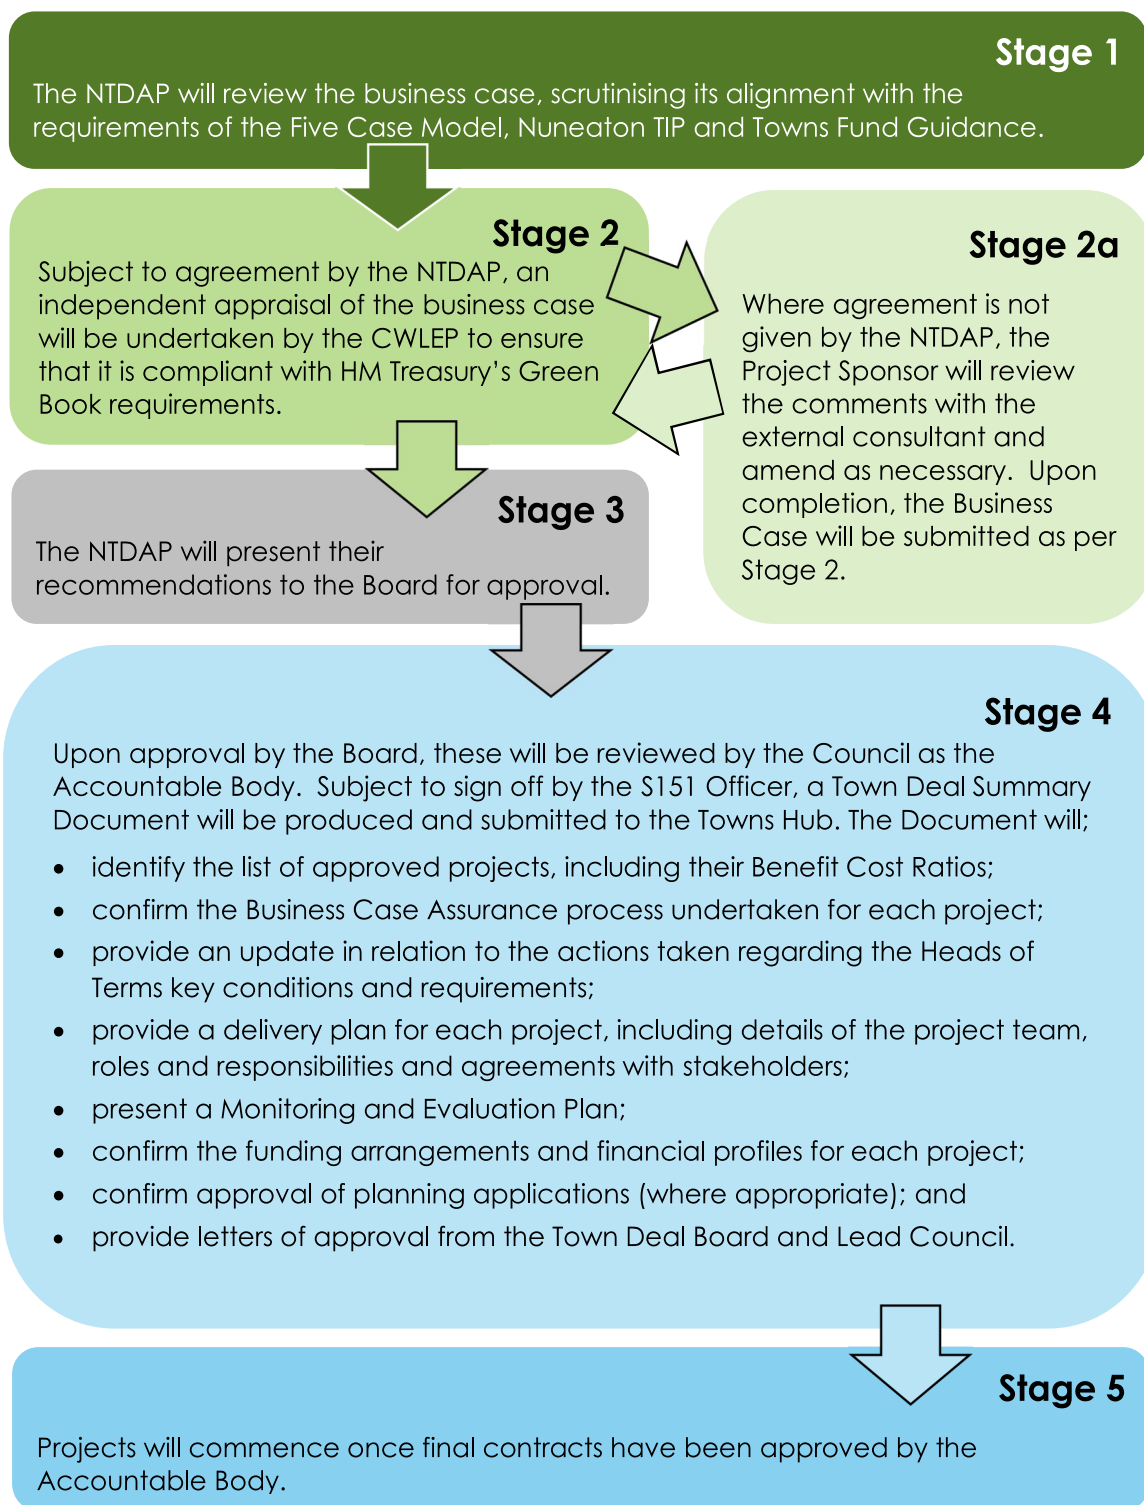 Stage 1
The NTDAP will review the business case, scrutinising its alignment with the
requirements of the Five Case Model, Nuneaton TIP and Towns Fund Guidance.
Stage 2
Subject to agreement by the NTDAP, an
independent appraisal of the business case
will be undertaken by the CWLEP to ensure
that it is compliant with HM Treasury’s Green
Book requirements.
Stage 2a
Where agreement is not
given by the NTDAP, the
Project Sponsor will review
the comments with the
external consultant and
amend as necessary.  Upon
completion, the Business
Case will be submitted as per
Stage 2.
Stage 3
The NTDAP will present their
recommendations to the Board for approval.
Stage 4
Upon approval by the Board, these will be reviewed by the Council as the
Accountable Body.  Subject to sign off by the S151 Officer, a Town Deal Summary
Document will be produced and submitted to the Towns Hub. The Document will;
• identify the list of approved projects, including their Benefit Cost Ratios;
• confirm the Business Case Assurance process undertaken for each project;
• provide an update in relation to the actions taken regarding the Heads of
Terms key conditions and requirements;
• provide a delivery plan for each project, including details of the project team,
roles and responsibilities and agreements with stakeholders;
• present a Monitoring and Evaluation Plan;
• confirm the funding arrangements and financial profiles for each project;
• confirm approval of planning applications (where appropriate); and
• provide letters of approval from the Town Deal Board and Lead Council.
Stage 5
Projects will commence once final contracts have been approved by the
Accountable Body.